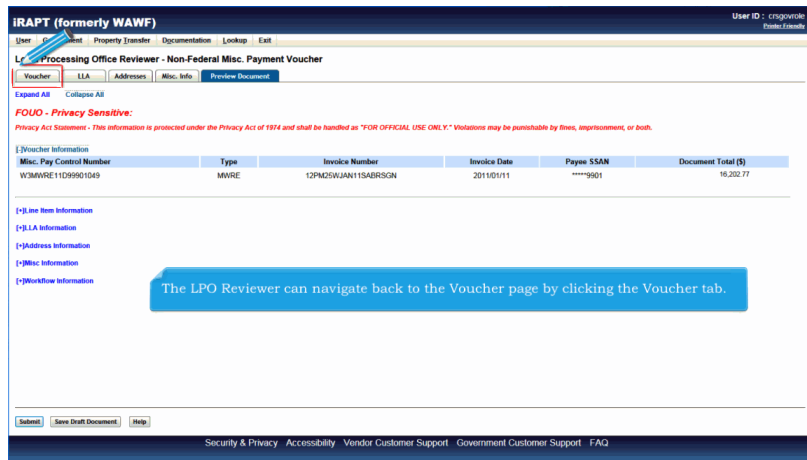 iRAPT (formerly WAWF)
User ID : crsgovrole
Printer Friendly
User Property Transfer Documentation Lookup Exit
Processing Office Reviewer - Non-Federal Misc. Payment Voucher
Voucher LLA Addresses Misc. Info Preview Document
Expand All Collapse All
FOUO - Privacy Sensitive:
Privacy Act Statement - This information is protected under the Privacy Act of 1974 and shall be handled as "FOR OFFICIAL USE ONLY." Violations may be punishable by fines, imprisonment, or both.
[-]Voucher Information
Misc. Pay Control Number Type Invoice Number Invoice Date Payee SSAN Document Total ($)
W3MWRE11D99901049 MWRE 12PM25WJAN11SABRSGN 2011/01/11 *****9901 16,202.77
[+]Line Item Information
[+]LLA Information
[+]Address Information
[+]Misc Information
[+]Workflow Information
The LPO Reviewer can navigate back to the Voucher page by clicking the Voucher tab.
Submit Save Draft Document Help
Security & Privacy Accessibility Vendor Customer Support Government Customer Support FAQ